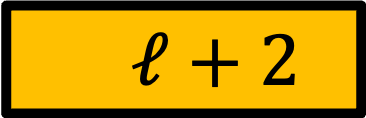 ℓ + 2